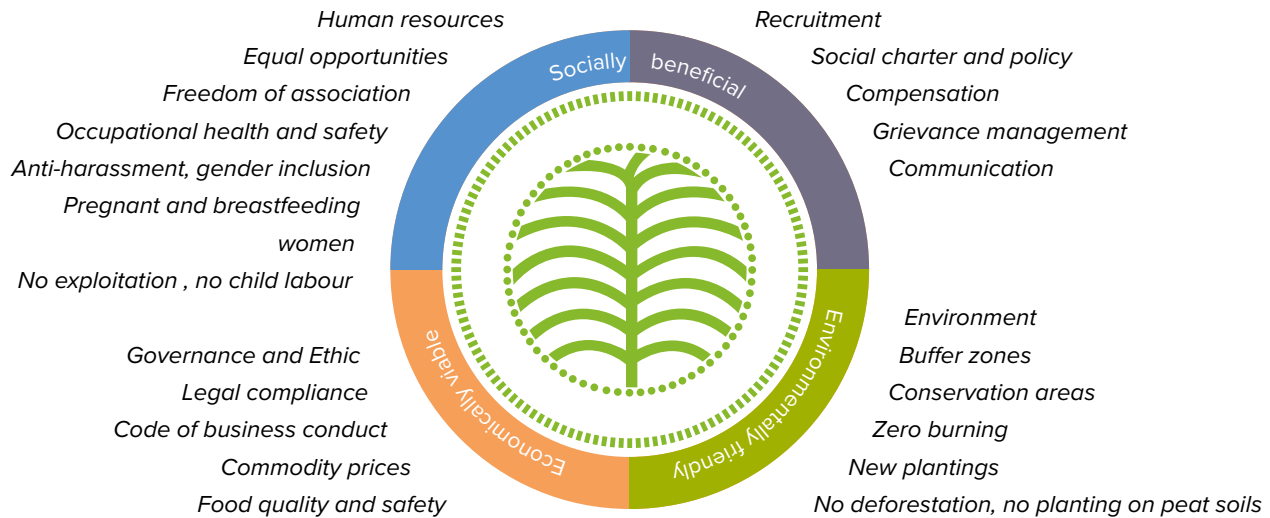 Human resources
Equal opportunities
Freedom of association
Occupational health and safety
Anti-harassment, gender inclusion
Pregnant and breastfeeding
women
No exploitation , no child labour
Socially beneficial
Recruitment
Social charter and policy
Compensation
Grievance management
Communication
Governance and Ethic
Legal compliance
Code of business conduct
Commodity prices
Food quality and safety
Economically viable
Environmentally friendly
Environment
Buffer zones
Conservation areas
Zero burning
New plantings
No deforestation, no planting on peat soils